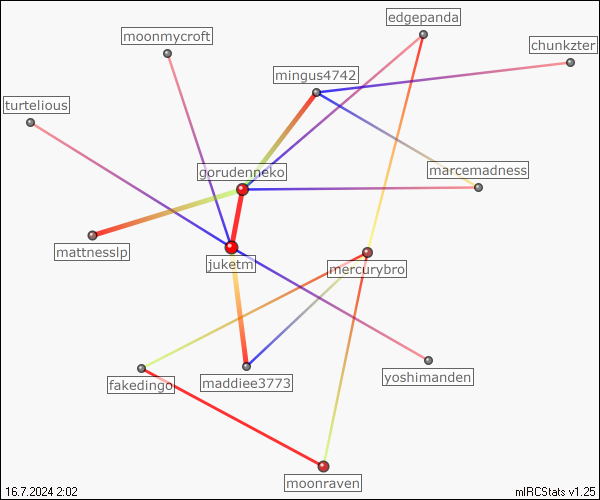 edgepanda
moonmycroft
chunkzter
mingus4742
turtelious
gorudenneko
marcemadness
mattnesslp
juketm
mercurybro
yoshimanden
fakedingo
maddiee3773
moonraven
16.7.2024 2:02
mIRCStats v1.25